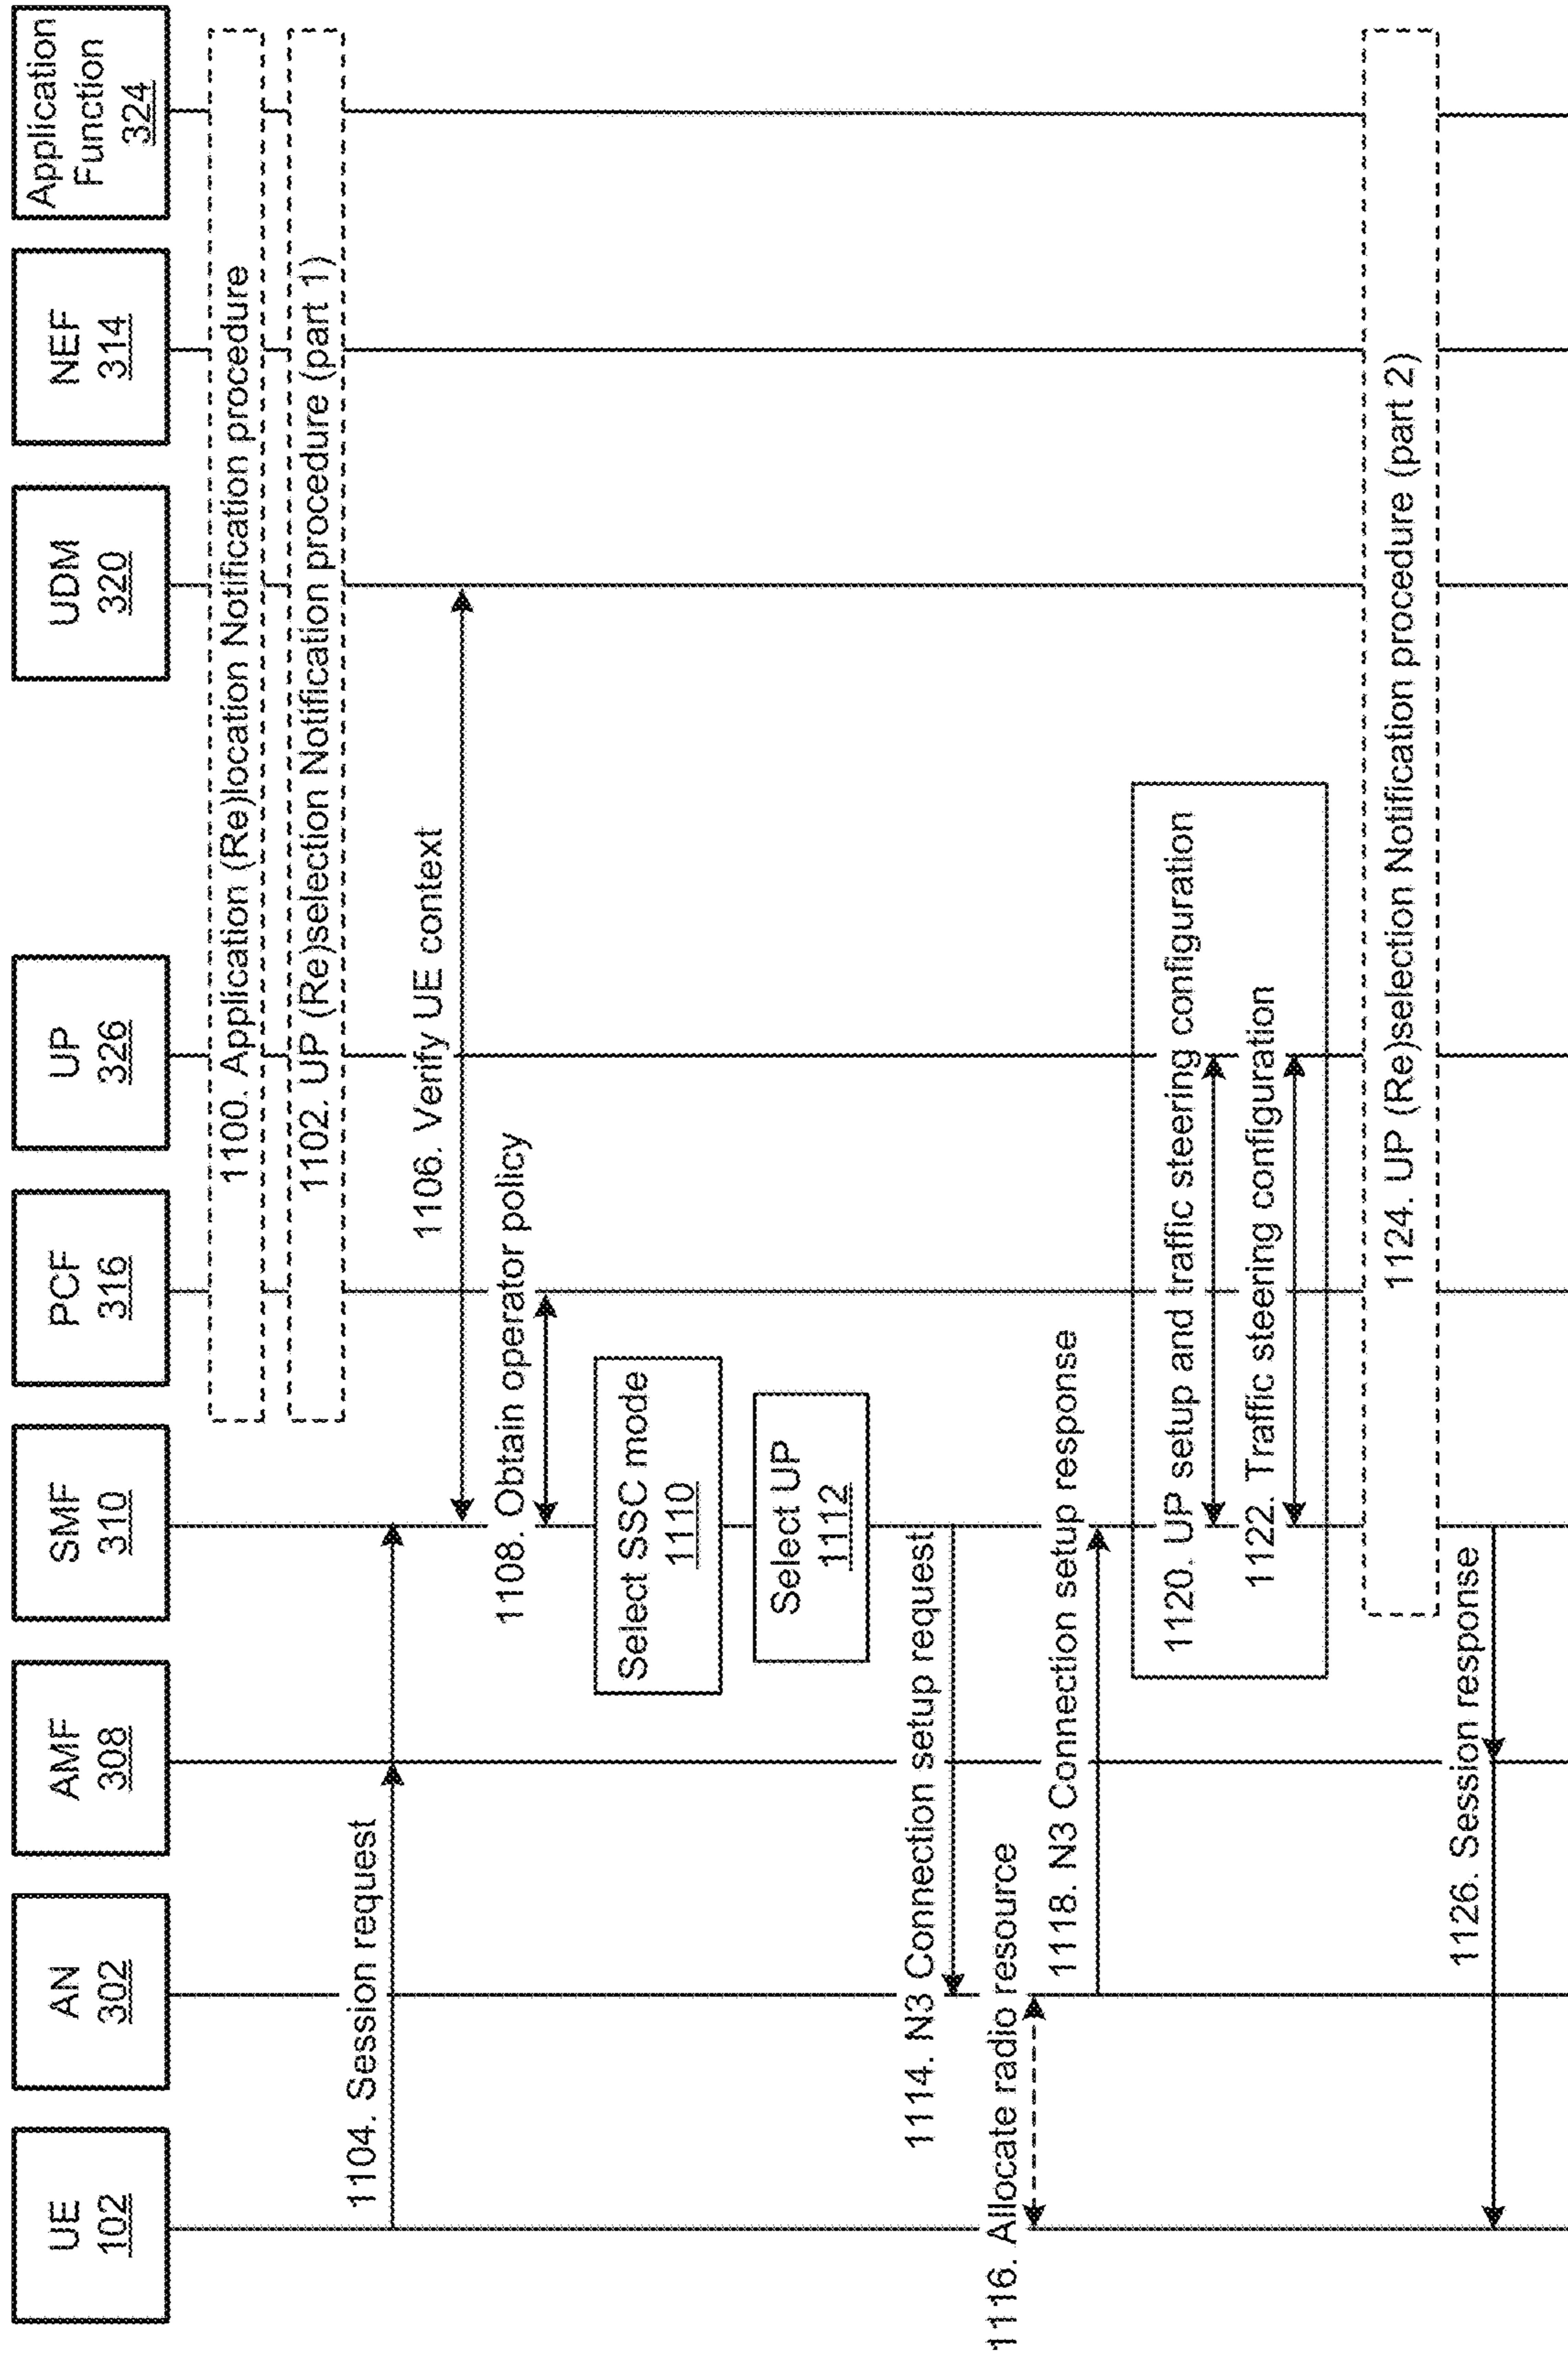 UE
102
AN
302
AMF
308
SMF
310
PCF
316
UP
326
UDM
320
NEF
314
Application
Function
324
1100. Application (Re)location Notification procedure
1102. UP (Re)selection Notification procedure (part 1)
1104. Session request
1106. Verify UE context
1108. Obtain operator policy
Select SSC mode
1110
Select UP
1112
1114. N3 Connection setup request
1116. Allocate radio resource
1118. N3 Connection setup response
1120. UP setup and traffic steering configuration
1122. Traffic steering configuration
1124. UP (Re)selection Notification procedure (part 2)
1126. Session response